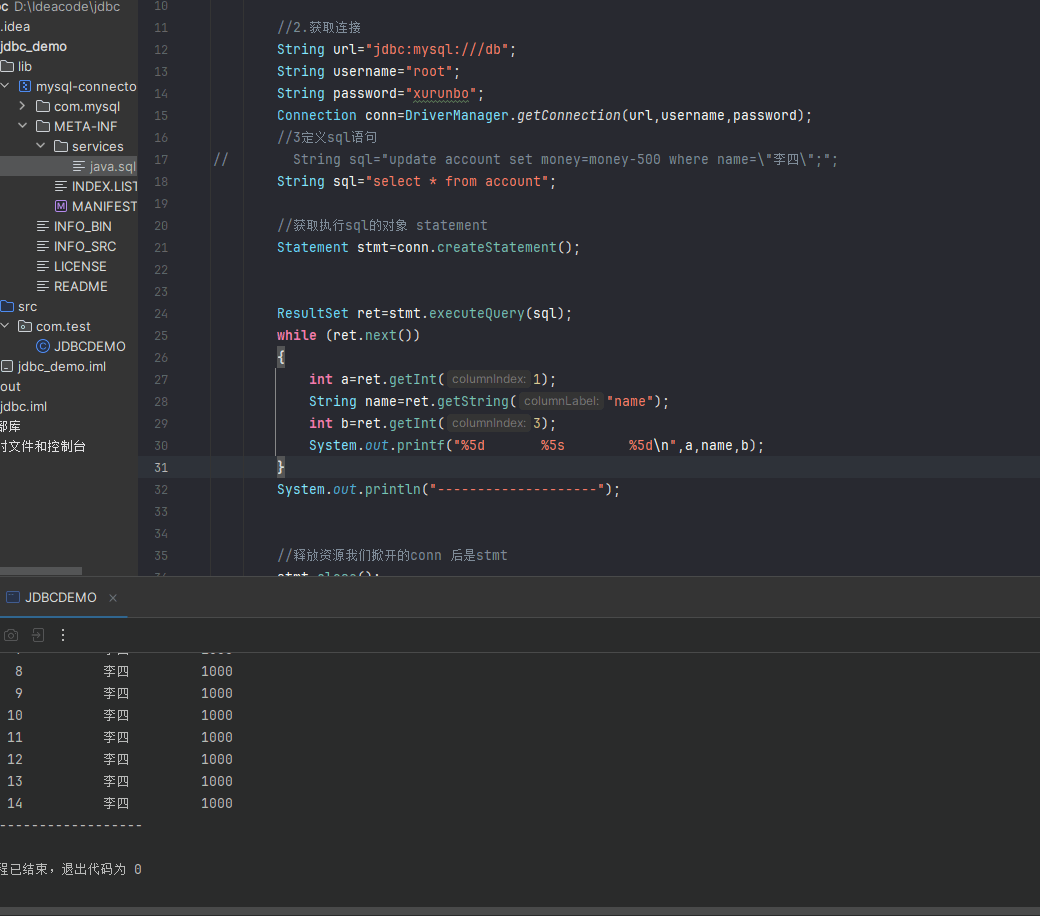 c D:\Ideacode\jdbc
.idea
jdbc_demo
lib
mysql-connecto
com.mysql
META-INF
services
java.sql
INDEX.LIST
MANIFEST
INFO_BIN
INFO_SRC
LICENSE
README
src
com.test
JDBCDEMO
jdbc_demo.iml
out
jdbc.iml
部库
时文件和控制台
10
11 //2.获取连接
12 String url="jdbc:mysql:///db";
13 String username="root";
14 String password="xurunbo";
15 Connection conn=DriverManager.getConnection(url,username,password);
16 //3定义sql语句
17 // String sql="update account set money=money-500 where name=\"李四\";";
18 String sql="select * from account";
19
20 //获取执行sql的对象 statement
21 Statement stmt=conn.createStatement();
22
23
24 ResultSet ret=stmt.executeQuery(sql);
25 while (ret.next())
26 {
27 int a=ret.getInt( columnIndex: 1);
28 String name=ret.getString( columnLabel: "name");
29 int b=ret.getInt( columnIndex: 3);
30 System.out.printf("%5d %5s %5d\n",a,name,b);
31 }
32 System.out.println("--------------------");
33
34
35 //释放资源我们掀开的conn 后是stmt
stmt.close();
JDBCDEMO
8 李四 1000
9 李四 1000
10 李四 1000
11 李四 1000
12 李四 1000
13 李四 1000
14 李四 1000
------------------
程已结束，退出代码为 0